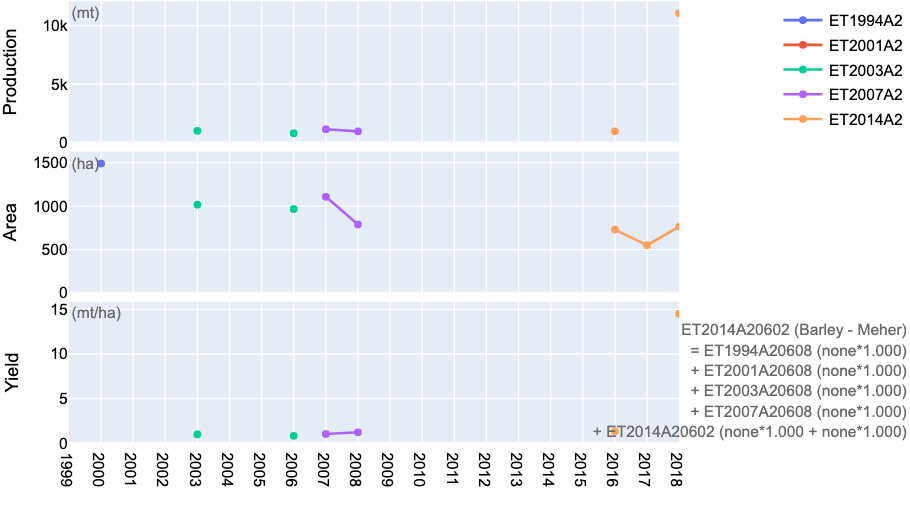 (mt)
10k
5k
0
Production
ET1994A2
ET2001A2
ET2003A2
ET2007A2
ET2014A2
(ha)
1500
1000
500
0
Area
(mt/ha)
15
10
5
0
Yield
ET2014A20602 (Barley - Meher)
= ET1994A20608 (none*1.000)
+ ET2001A20608 (none*1.000)
+ ET2003A20608 (none*1.000)
+ ET2007A20608 (none*1.000)
+ ET2014A20602 (none*1.000 + none*1.000)
1999
2000
2001
2002
2003
2004
2005
2006
2007
2008
2009
2010
2011
2012
2013
2014
2015
2016
2017
2018